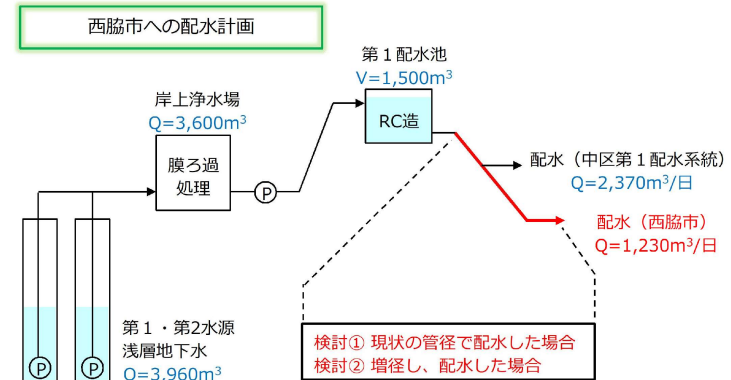 西脇市への配水計画
第1配水池
V=1,500m³
岸上浄水場
Q=3,600m³
RC造
膜ろ過
処理
P
配水（中区第1配水系統）
Q=2,370m³/日
配水（西脇市）
Q=1,230m³/日
第1・第2水源
浅層地下水
Q=3,960m³
P
P
検討① 現状の管径で配水した場合
検討② 増径し、配水した場合